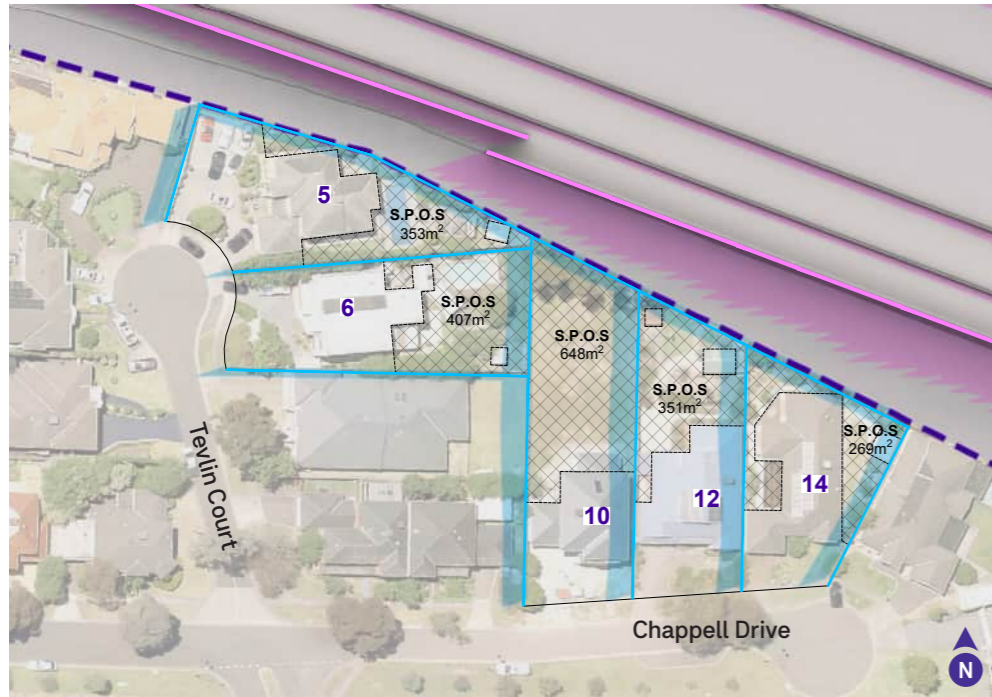 5
S.P.O.S
353m²
6
S.P.O.S
407m²
S.P.O.S
648m²
S.P.O.S
351m²
S.P.O.S
269m²
14
12
10
Tevlin Court
Chappell Drive
N